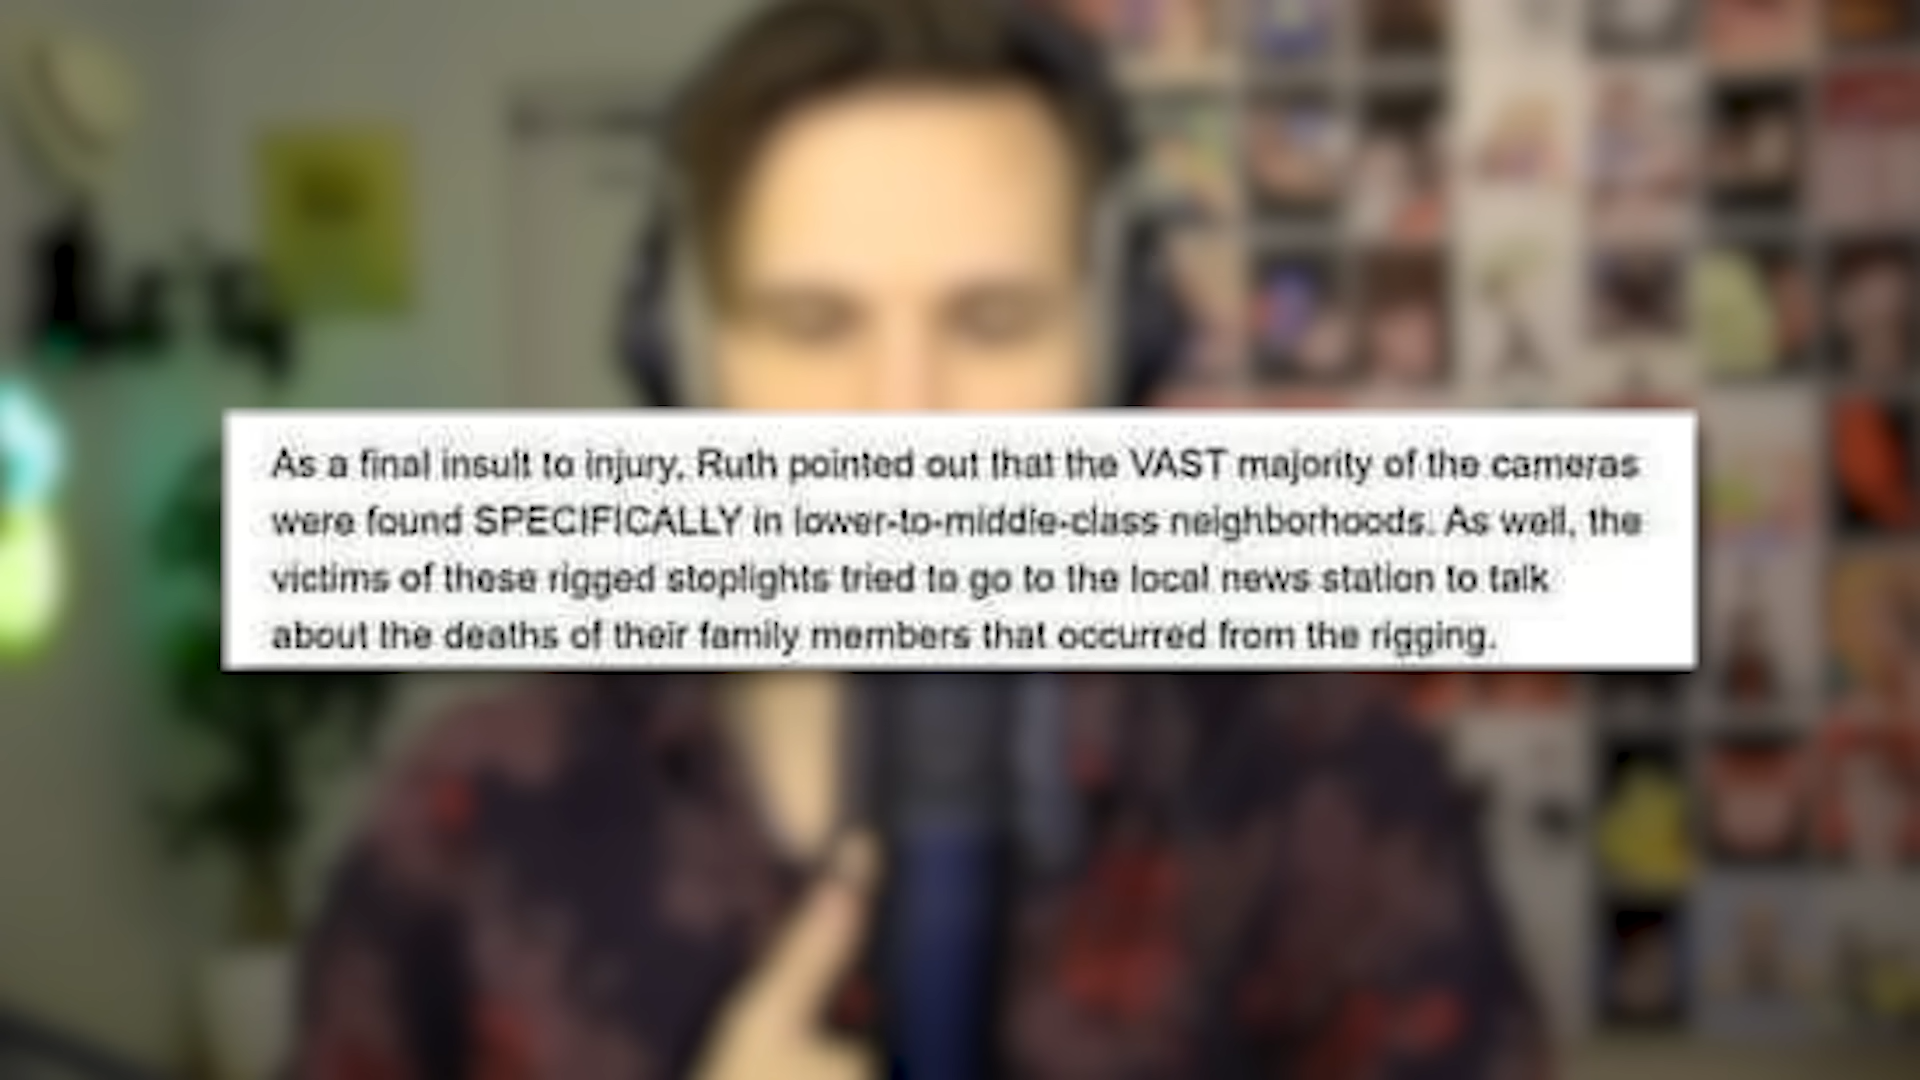 As a final insult to injury, Ruth pointed out that the VAST majority of the cameras
were found SPECIFICALLY in lower-to-middle-class neighborhoods. As well, the
victims of these rigged stoplights tried to go to the local news station to talk
about the deaths of their family members that occurred from the rigging.